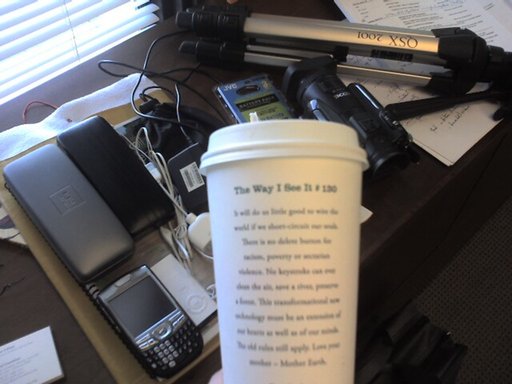 QSX 2001
JVC
The Way I See It # 130
It will do us little good to wire the
world if we short-circuit our souls.
There is no delete button for
racism, poverty or sectarian
violence. No keystroke can ever
clean the air, save a river, preserve
a forest. This transformational new
technology must be an extension of
our hearts as well as of our minds.
The old rules still apply. Love your
mother – Mother Earth.